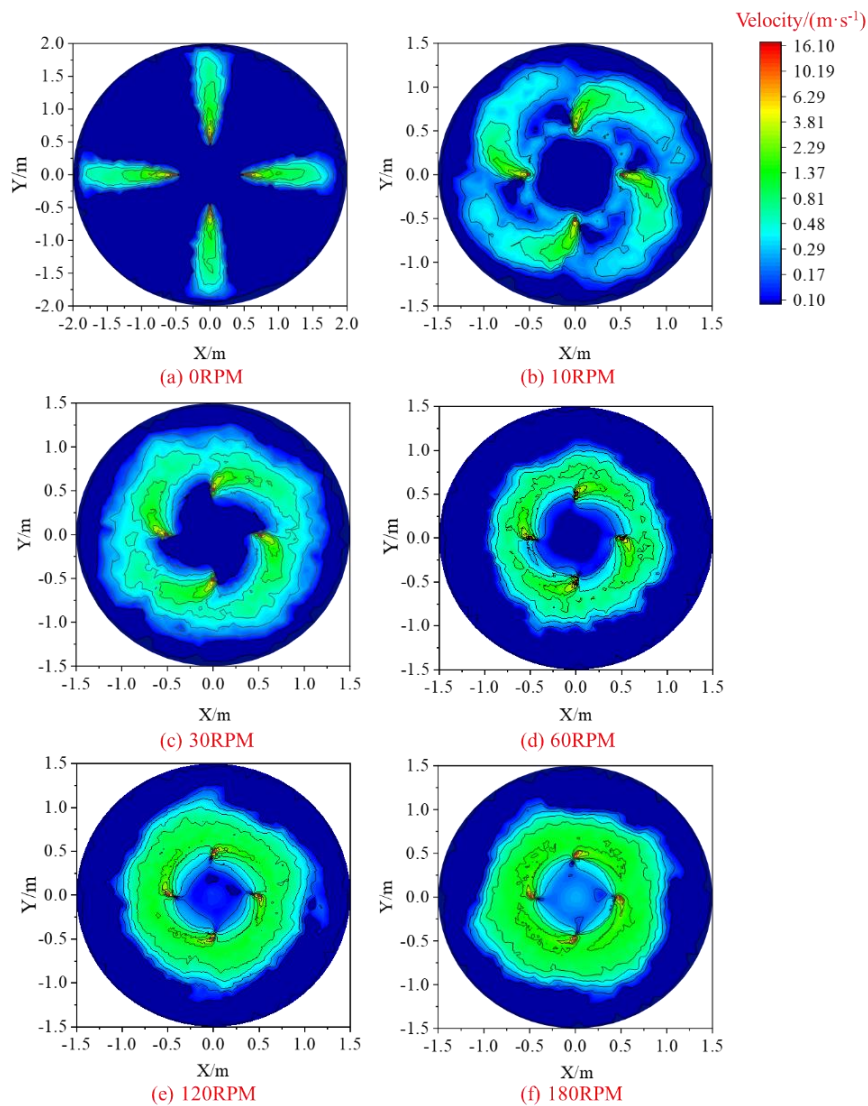 Velocity/(m·s⁻¹)
16.10
10.19
6.29
3.81
2.29
1.37
0.81
0.48
0.29
0.17
0.10
2.0
1.5
1.0
0.5
0.0
-0.5
-1.0
-1.5
-2.0
Y/m
-2.0 -1.5 -1.0 -0.5 0.0 0.5 1.0 1.5 2.0
X/m
(a) 0RPM
1.5
1.0
0.5
0.0
-0.5
-1.0
-1.5
Y/m
-1.5 -1.0 -0.5 0.0 0.5 1.0 1.5
X/m
(b) 10RPM
1.5
1.0
0.5
0.0
-0.5
-1.0
-1.5
Y/m
-1.5 -1.0 -0.5 0.0 0.5 1.0 1.5
X/m
(c) 30RPM
1.5
1.0
0.5
0.0
-0.5
-1.0
-1.5
Y/m
-1.5 -1.0 -0.5 0.0 0.5 1.0 1.5
X/m
(d) 60RPM
1.5
1.0
0.5
0.0
-0.5
-1.0
-1.5
Y/m
-1.5 -1.0 -0.5 0.0 0.5 1.0 1.5
X/m
(e) 120RPM
1.5
1.0
0.5
0.0
-0.5
-1.0
-1.5
Y/m
-1.5 -1.0 -0.5 0.0 0.5 1.0 1.5
X/m
(f) 180RPM